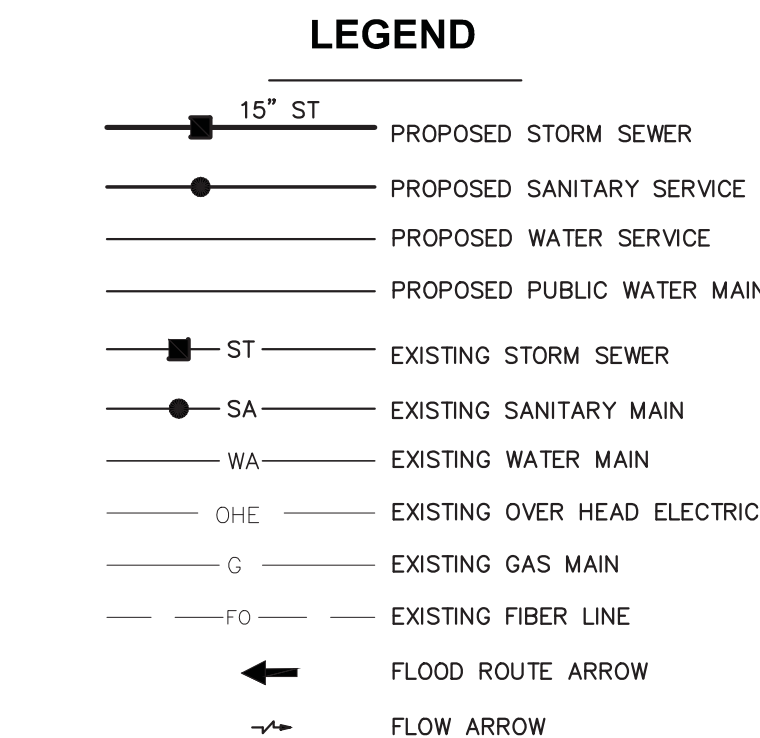 LEGEND
15” ST
PROPOSED STORM SEWER
PROPOSED SANITARY SERVICE
PROPOSED WATER SERVICE
PROPOSED PUBLIC WATER MAIN
ST EXISTING STORM SEWER
SA EXISTING SANITARY MAIN
WA EXISTING WATER MAIN
OHE EXISTING OVER HEAD ELECTRIC
G EXISTING GAS MAIN
FO EXISTING FIBER LINE
FLOOD ROUTE ARROW
FLOW ARROW